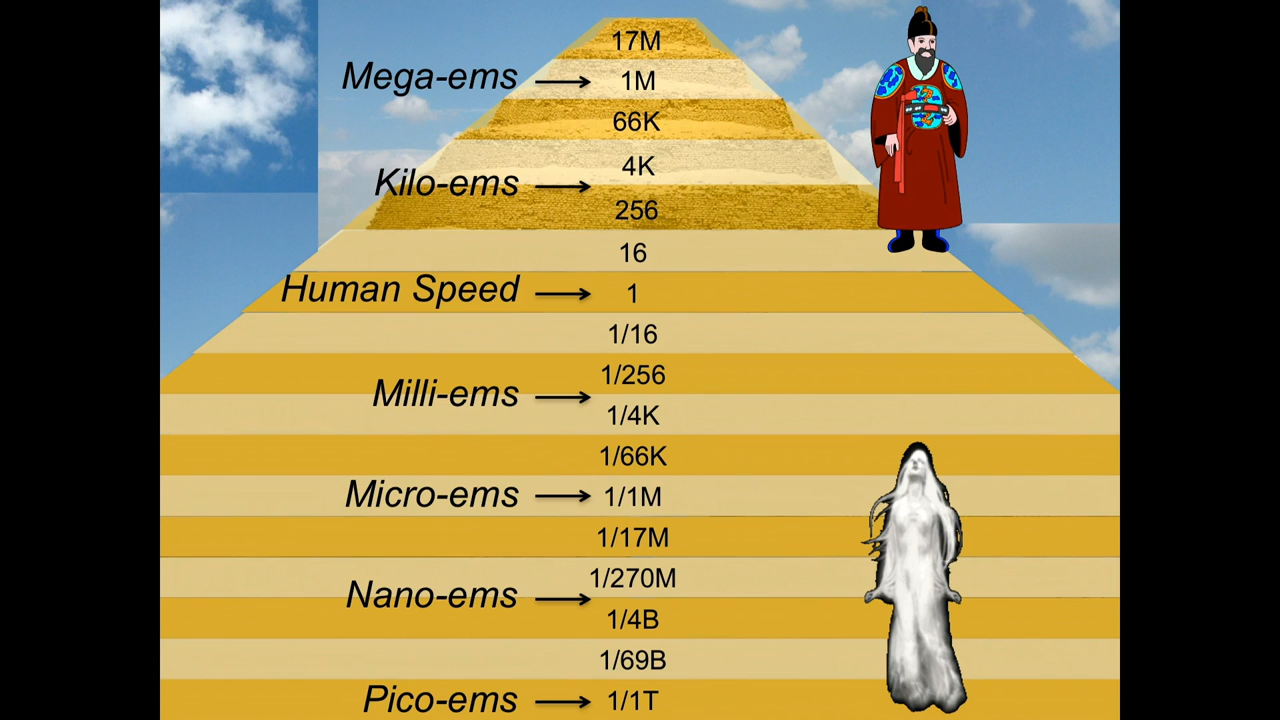 17M
Mega-ems → 1M
66K
4K
Kilo-ems →
256
16
Human Speed → 1
1/16
1/256
Milli-ems →
1/4K
1/66K
Micro-ems → 1/1M
1/17M
1/270M
Nano-ems →
1/4B
1/69B
Pico-ems → 1/1T